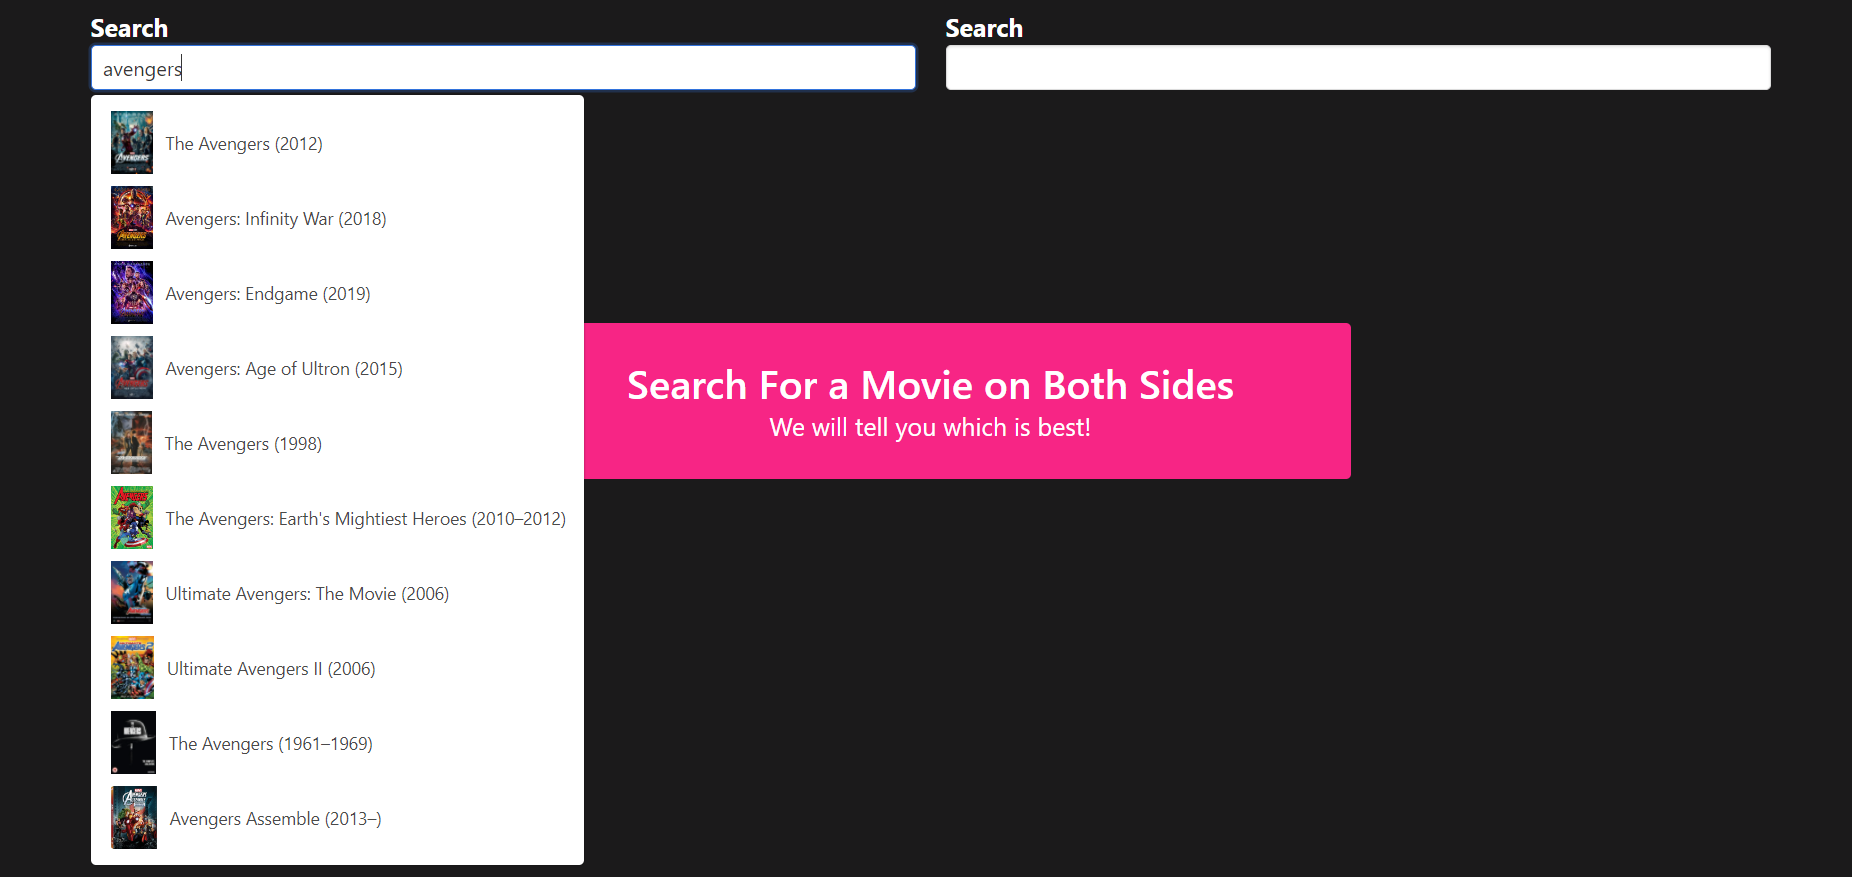 Search
avengers
The Avengers (2012)
Avengers: Infinity War (2018)
Avengers: Endgame (2019)
Avengers: Age of Ultron (2015)
The Avengers (1998)
The Avengers: Earth's Mightiest Heroes (2010–2012)
Ultimate Avengers: The Movie (2006)
Ultimate Avengers II (2006)
The Avengers (1961–1969)
Avengers Assemble (2013–)
Search
Search For a Movie on Both Sides
We will tell you which is best!